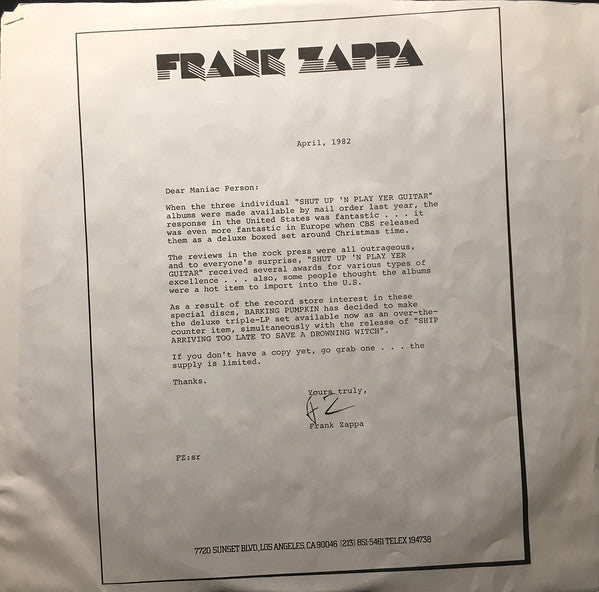 FRANK ZAPPA
April, 1982
Dear Maniac Person:
When the three individual "SHUT UP 'N PLAY YER GUITAR"
albums were made available by mail order last year, the
response in the United States was fantastic . . . it
was even more fantastic in Europe when CBS released
them as a deluxe boxed set around Christmas time.
The reviews in the rock press were all outrageous,
and to everyone's surprise, "SHUT UP 'N PLAY YER
GUITAR" received several awards for various types of
excellence . . . also, some people thought the albums
were a hot item to import into the U.S.
As a result of the record store interest in these
special discs, BARKING PUMPKIN has decided to make
the deluxe triple-LP set available now as an over-the-
counter item, simultaneously with the release of "SHIP
ARRIVING TOO LATE TO SAVE A DROWNING WITCH".
If you don't have a copy yet, go grab one . . . the
supply is limited.
Thanks.
Yours truly,
FZ
Frank Zappa
FZ:sr
7720 SUNSET BLVD, LOS ANGELES, CA 90046 (213) 851-5461 TELEX 194738